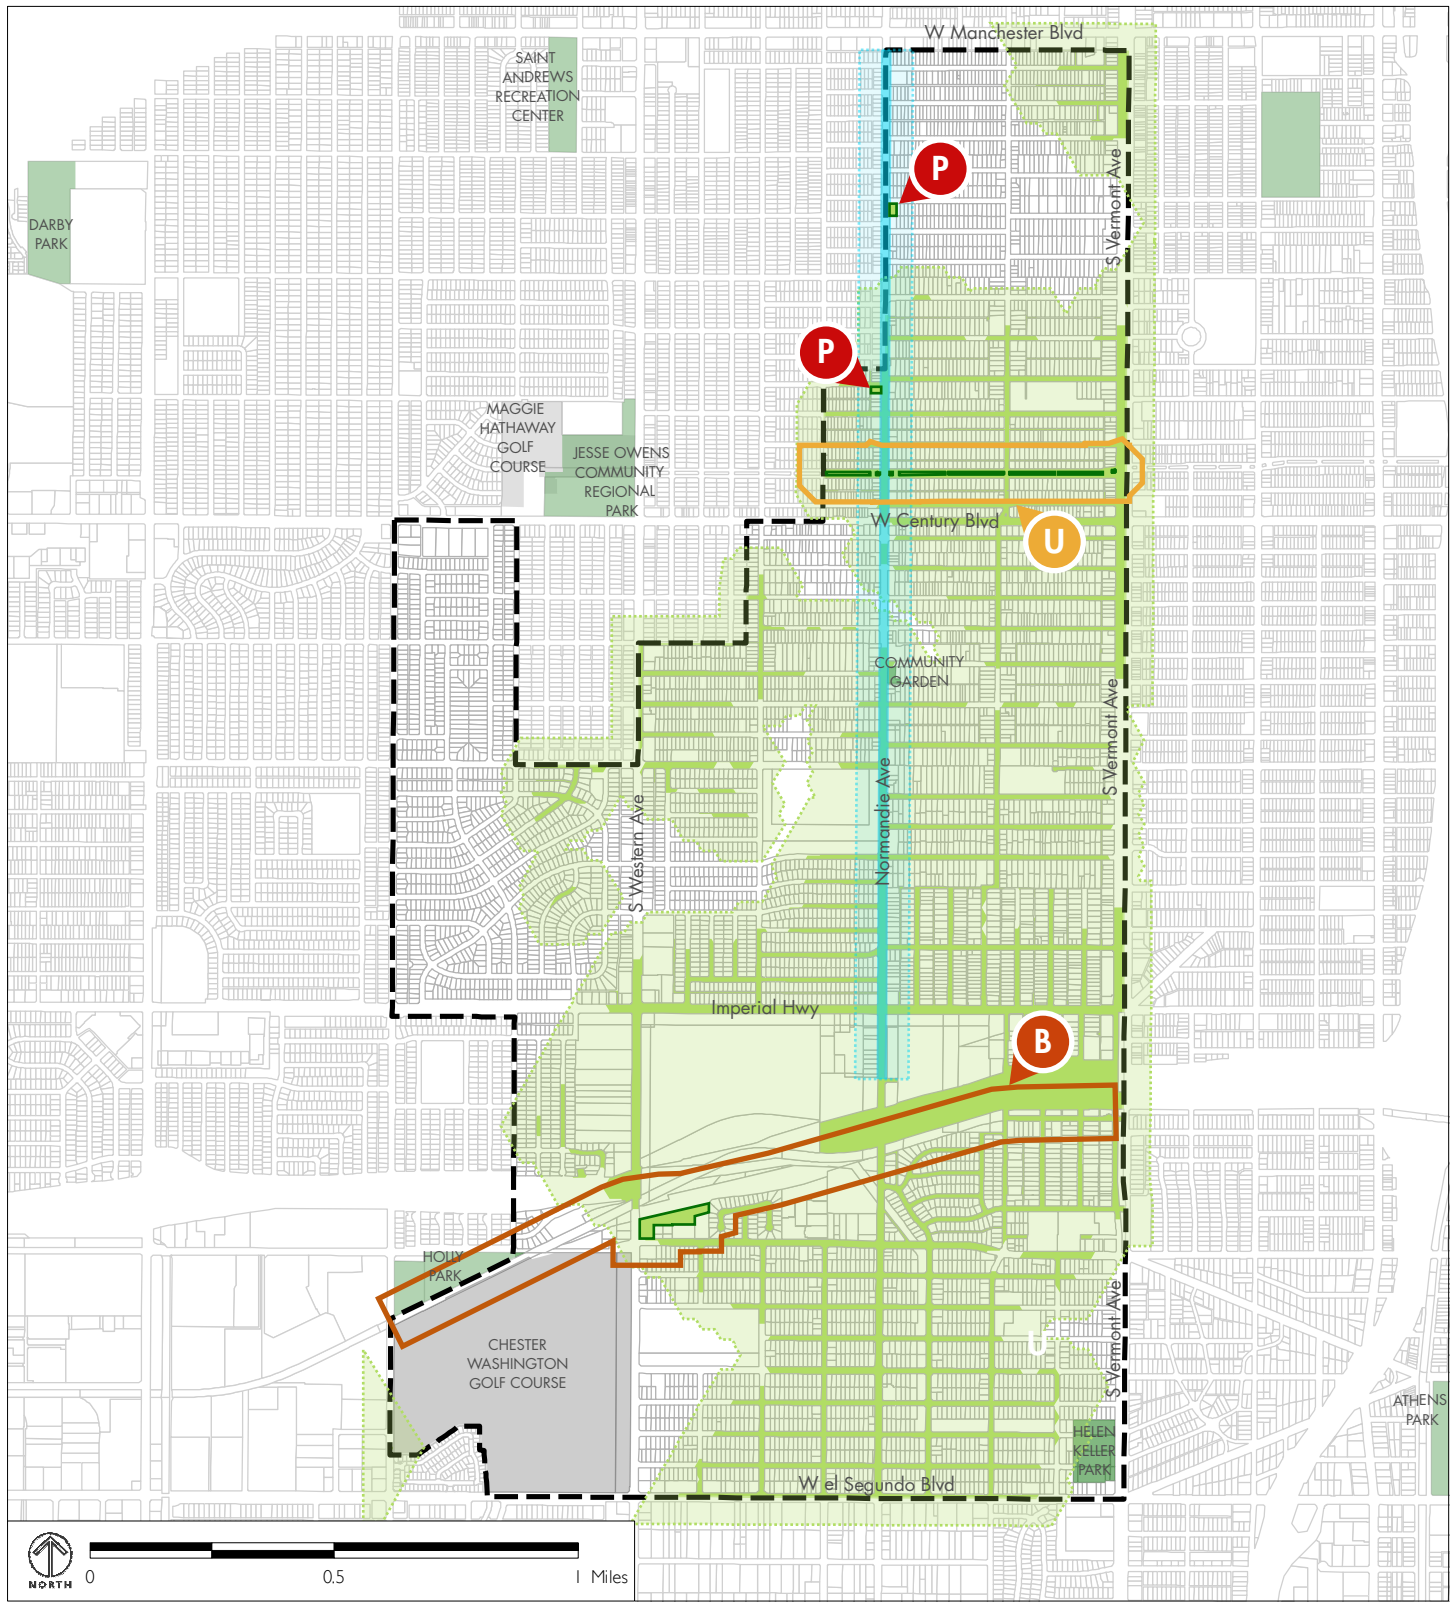 W Manchester Blvd
SAINT
ANDREWS
RECREATION
CENTER
P
S Vermont Ave
DARBY
PARK
P
MAGGIE
HATHAWAY
GOLF
COURSE
JESSE OWENS
COMMUNITY
REGIONAL
PARK
W Century Blvd
U
COMMUNITY
GARDEN
S Vermont Ave
Normandie Ave
S Western Ave
Imperial Hwy
B
HOLLY
PARK
CHESTER
WASHINGTON
GOLF COURSE
U
S Vermont Ave
ATHENS
PARK
HELEN
KELLER
PARK
W el Segundo Blvd
NORTH
0 0.5 1 Miles